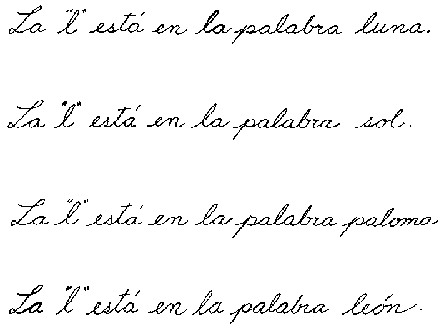 La "l" está en la palabra luna.
La "l" está en la palabra sol.
La "l" está en la palabra paloma
La "l" está en la palabra león.